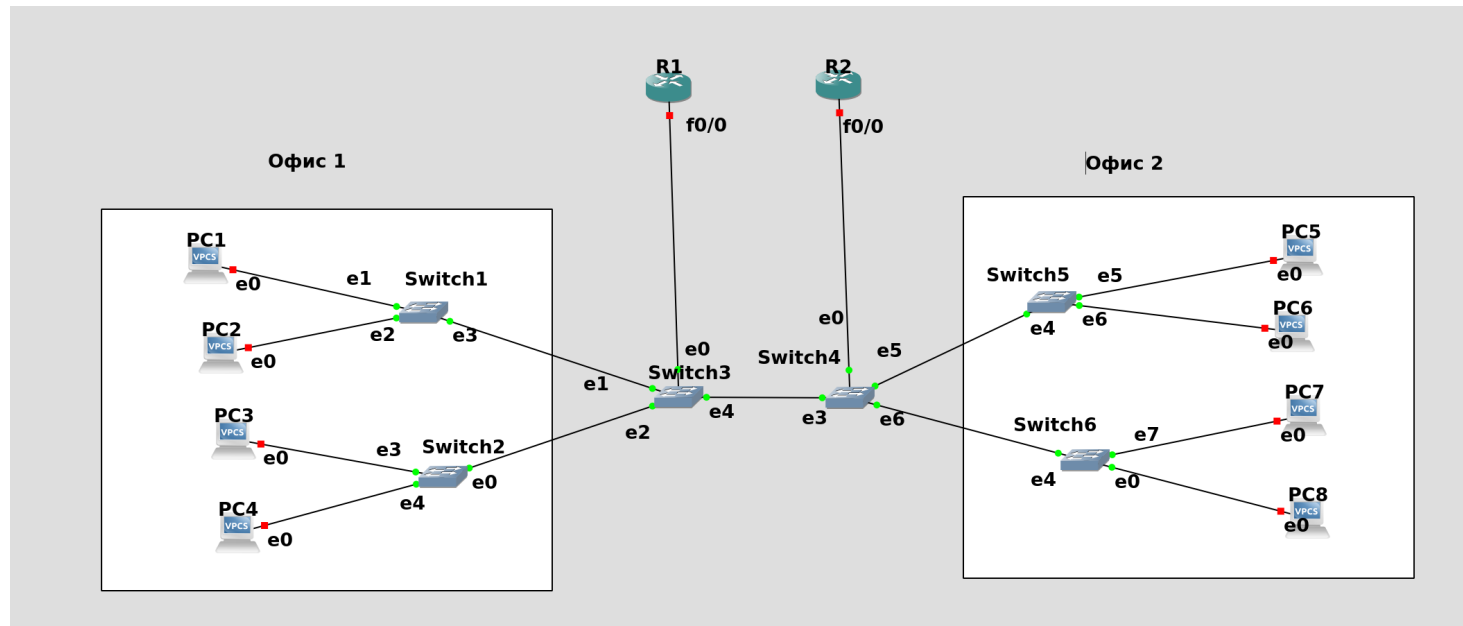 R1
R2
f0/0
f0/0
Офис 1
Офис 2
PC1
VPCS
e0
e1
Switch1
PC2
VPCS
e0
e2
e3
PC3
VPCS
e0
e3
Switch2
PC4
VPCS
e0
e4
e0
e0
Switch3
e1
e2
e4
e0
Switch4
e5
e3
e6
Switch5
e5
e4
e6
PC5
VPCS
e0
PC6
VPCS
e0
Switch6
e7
e4
e0
PC7
VPCS
e0
PC8
VPCS
e0